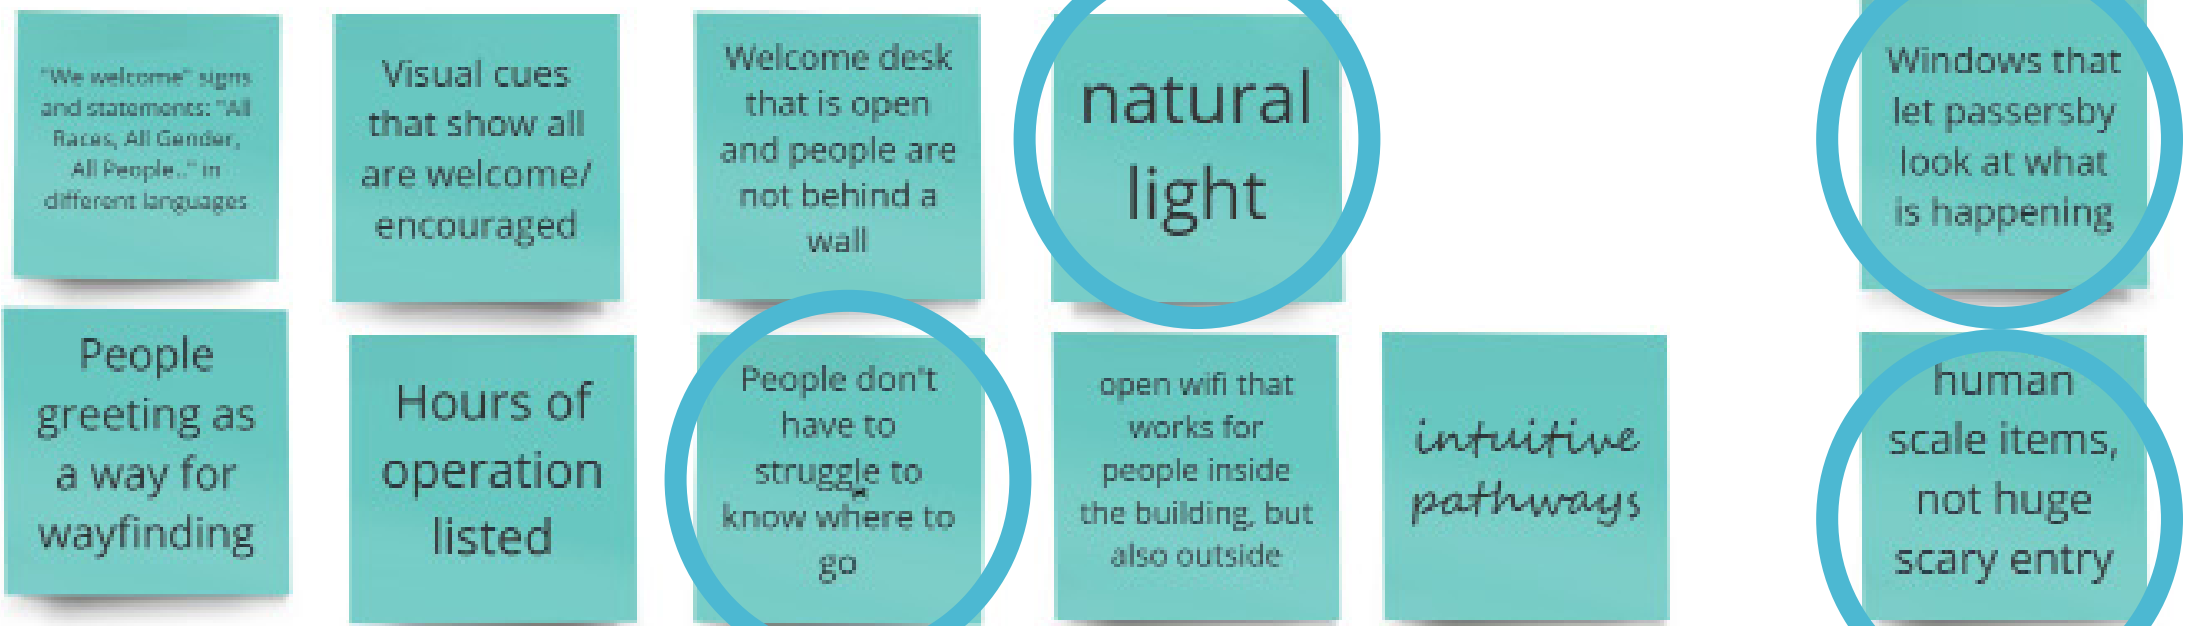 "We welcome" signs
and statements: "All
Races, All Gender,
All People.." in
different languages
Visual cues
that show all
are welcome/
encouraged
Welcome desk
that is open
and people are
not behind a
wall
natural
light
Windows that
let passersby
look at what
is happening
People
greeting as
a way for
wayfinding
Hours of
operation
listed
People don't
have to
struggle to
know where to
go
open wifi that
works for
people inside
the building, but
also outside
intuitive
pathways
human
scale items,
not huge
scary entry